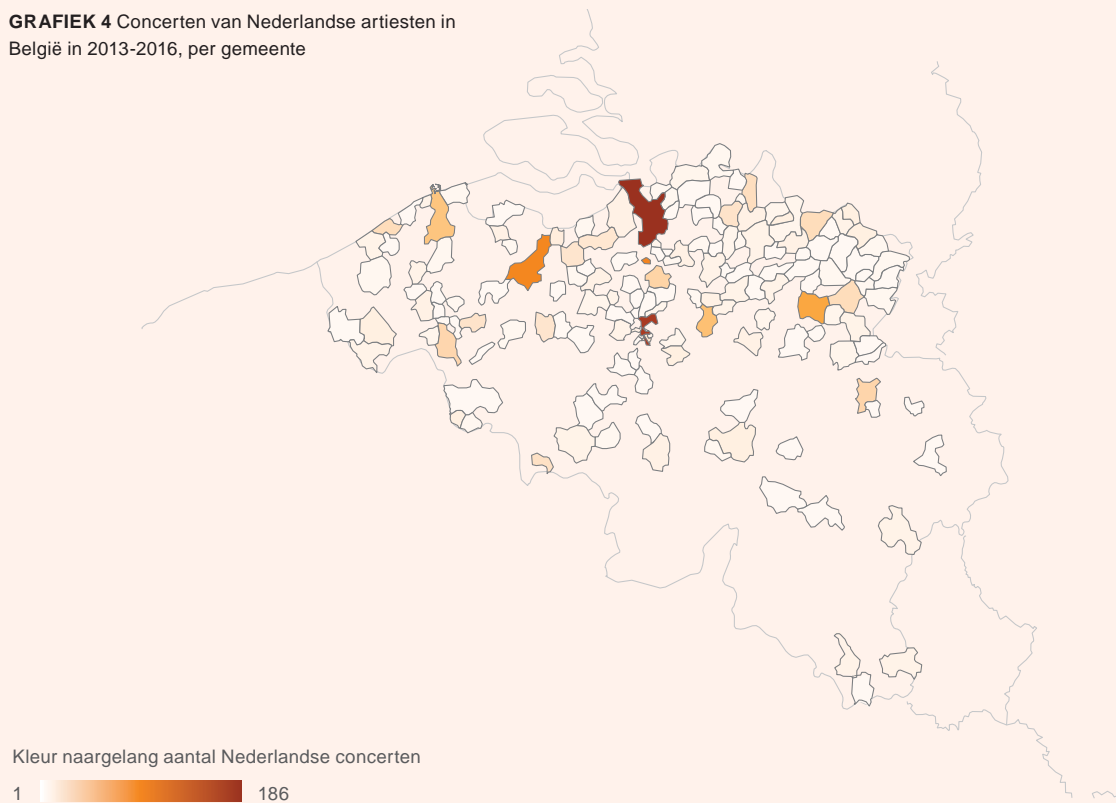 GRAFIEK 4 Concerten van Nederlandse artiesten in
België in 2013-2016, per gemeente
Kleur naargelang aantal Nederlandse concerten
1 186